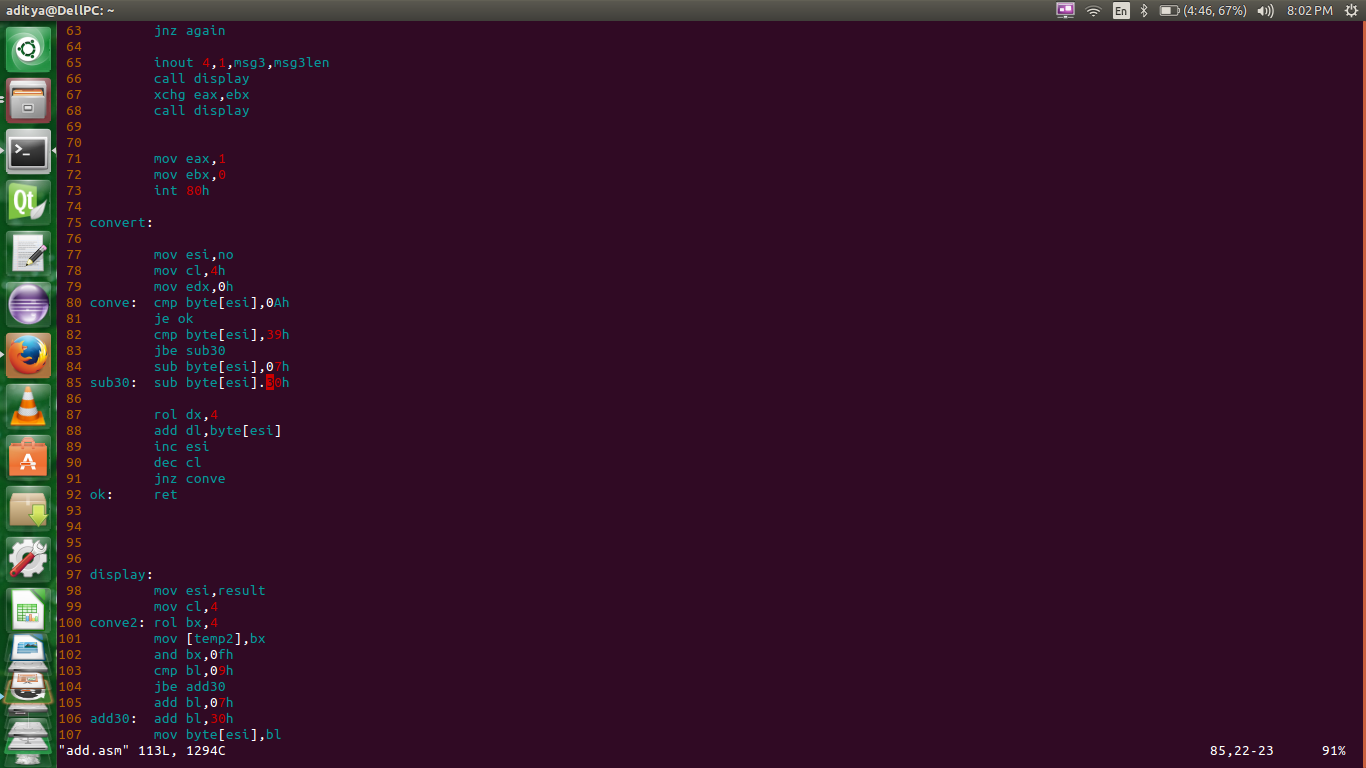 aditya@DellPC: ~ En (4:46, 67%) 8:02 PM
63 jnz again
64
65 inout 4,1,msg3,msg3len
66 call display
67 xchg eax,ebx
68 call display
69
70
71 mov eax,1
72 mov ebx,0
73 int 80h
74
75 convert:
76
77 mov esi,no
78 mov cl,4h
79 mov edx,0h
80 conve: cmp byte[esi],0Ah
81 je ok
82 cmp byte[esi],39h
83 jbe sub30
84 sub byte[esi],07h
85 sub30: sub byte[esi].30h
86
87 rol dx,4
88 add dl,byte[esi]
89 inc esi
90 dec cl
91 jnz conve
92 ok: ret
93
94
95
96
97 display:
98 mov esi,result
99 mov cl,4
100 conve2: rol bx,4
101 mov [temp2],bx
102 and bx,0fh
103 cmp bl,09h
104 jbe add30
105 add bl,07h
106 add30: add bl,30h
107 mov byte[esi],bl
"add.asm" 113L, 1294C 85,22-23 91%
Qt